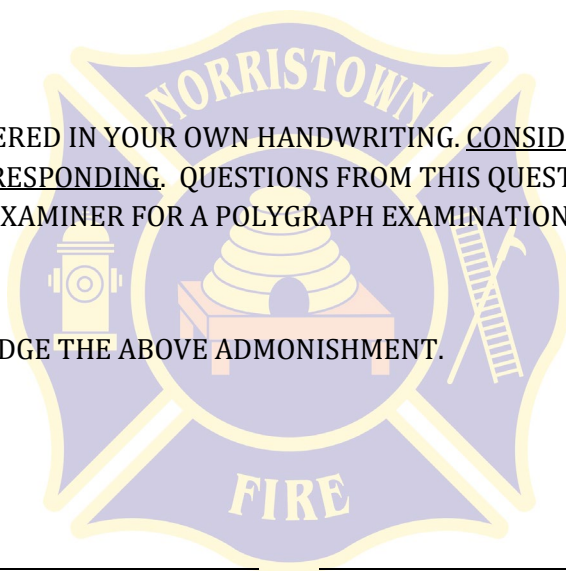 NORRISTOWN
ERED IN YOUR OWN HANDWRITING. CONSID
RESPONDING. QUESTIONS FROM THIS QUEST
XAMINER FOR A POLYGRAPH EXAMINATION
DGE THE ABOVE ADMONISHMENT.
FIRE